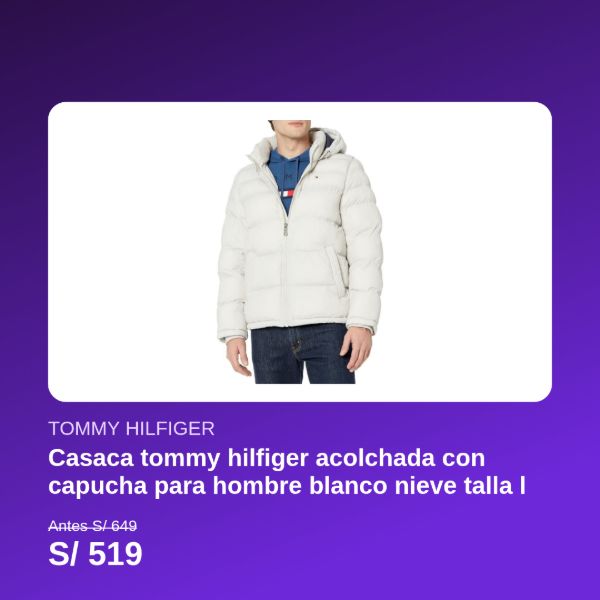 TOMMY HILFIGER
Casaca tommy hilfiger acolchada con
capucha para hombre blanco nieve talla l
Antes S/ 649
S/ 519